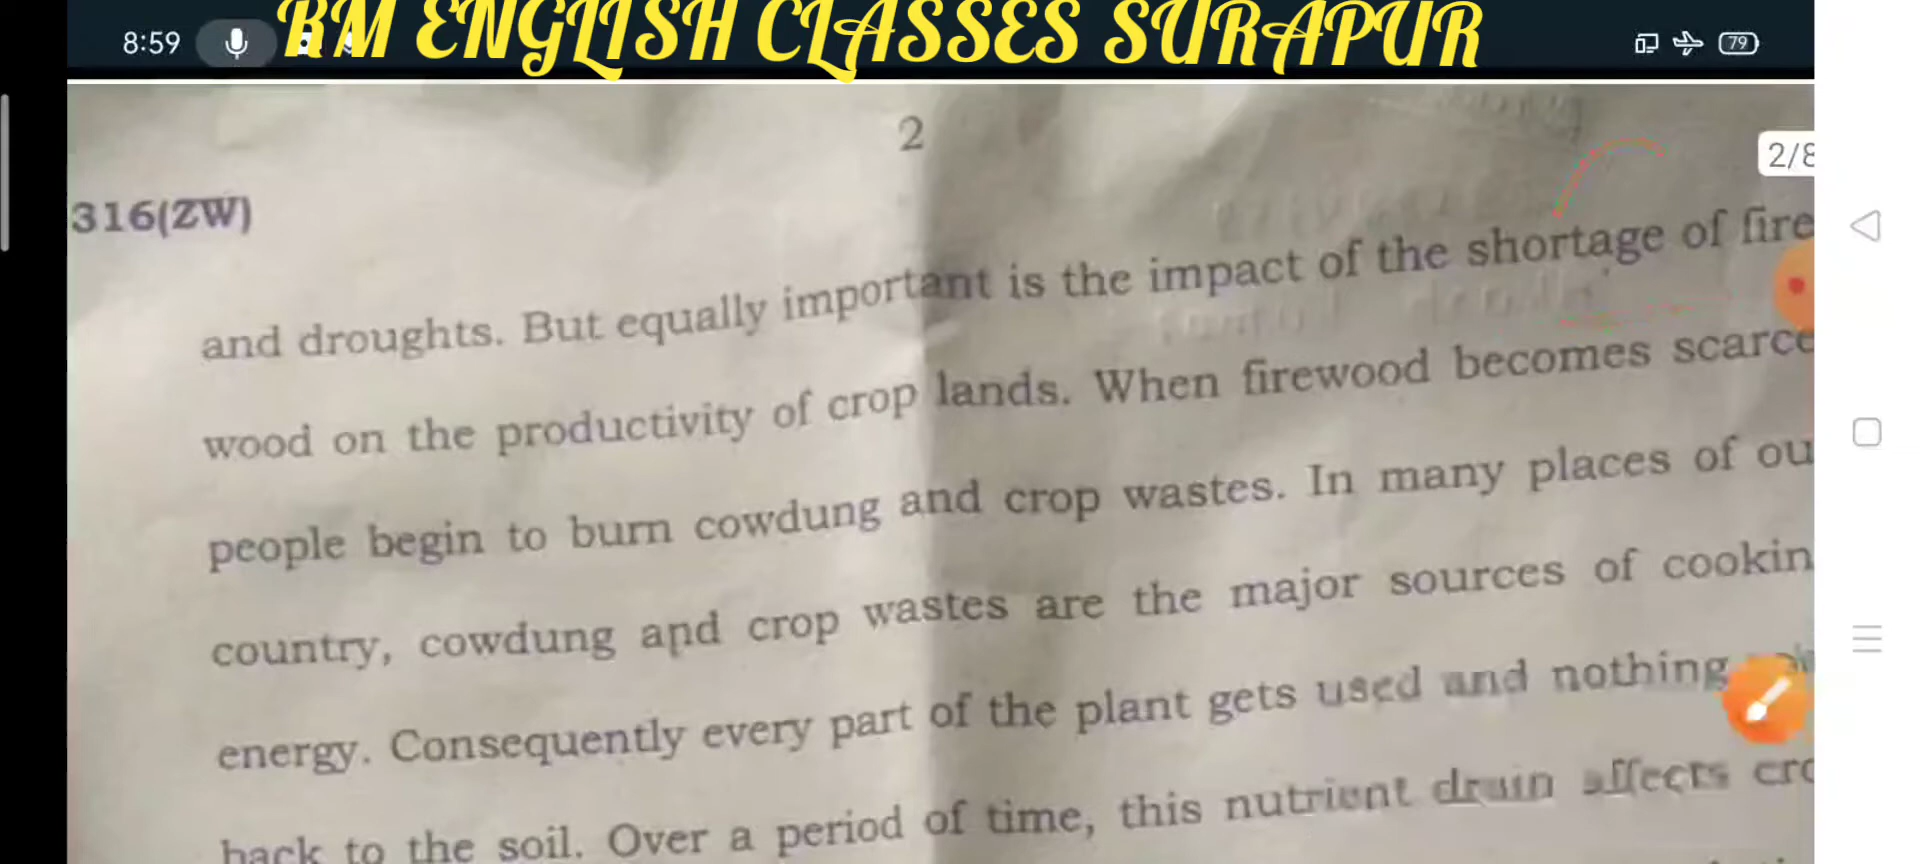 8:59
RM ENGLISH CLASSES SURAPUR
79
2
2/8
316(ZW)
and droughts. But equally important is the impact of the shortage of fire
wood on the productivity of crop lands. When firewood becomes scarce
people begin to burn cowdung and crop wastes. In many places of ou
country, cowdung and crop wastes are the major sources of cookin
energy. Consequently every part of the plant gets used and nothing
back to the soil. Over a period of time, this nutrient drain affects cro